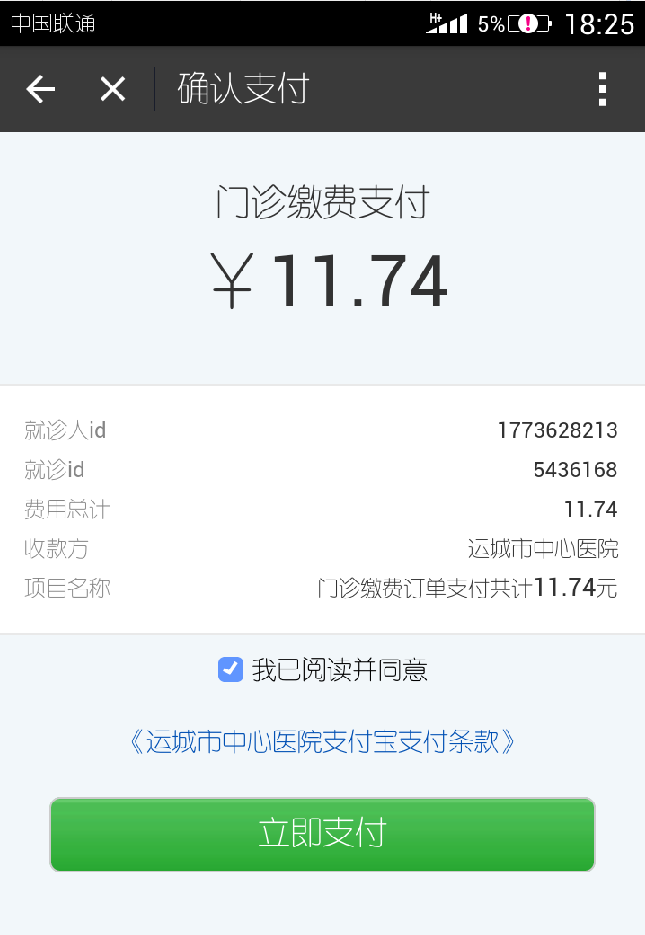 中国联通 H+ 5% 18:25
确认支付
门诊缴费支付
￥11.74
就诊人id 1773628213
就诊id 5436168
费用总计 11.74
收款方 运城市中心医院
项目名称 门诊缴费订单支付共计11.74元
我已阅读并同意
《运城市中心医院支付宝支付条款》
立即支付